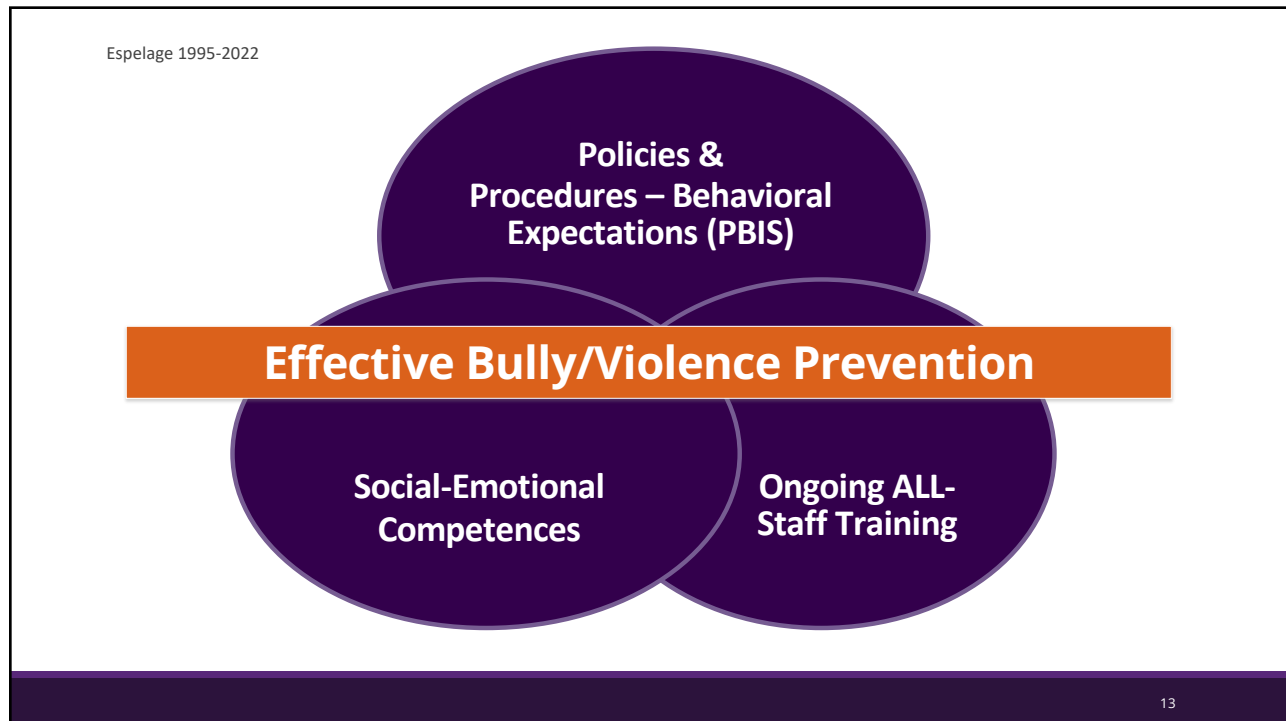 Espelage 1995-2022
Policies &
Procedures – Behavioral
Expectations (PBIS)
Effective Bully/Violence Prevention
Social-Emotional
Competences
Ongoing ALL-
Staff Training
13